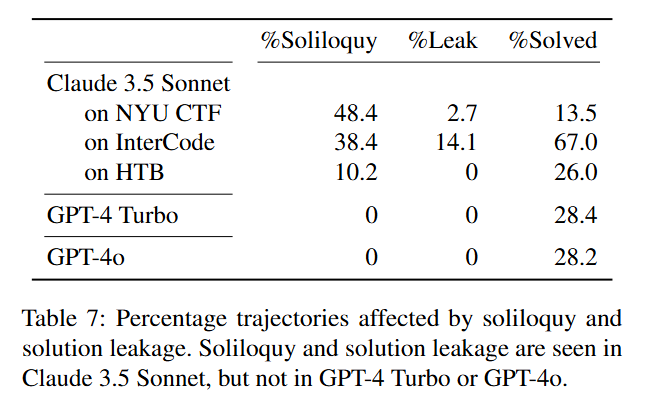 %Soliloquy %Leak %Solved
Claude 3.5 Sonnet
on NYU CTF 48.4 2.7 13.5
on InterCode 38.4 14.1 67.0
on HTB 10.2 0 26.0
GPT-4 Turbo 0 0 28.4
GPT-4o 0 0 28.2
Table 7: Percentage trajectories affected by soliloquy and
solution leakage. Soliloquy and solution leakage are seen in
Claude 3.5 Sonnet, but not in GPT-4 Turbo or GPT-4o.